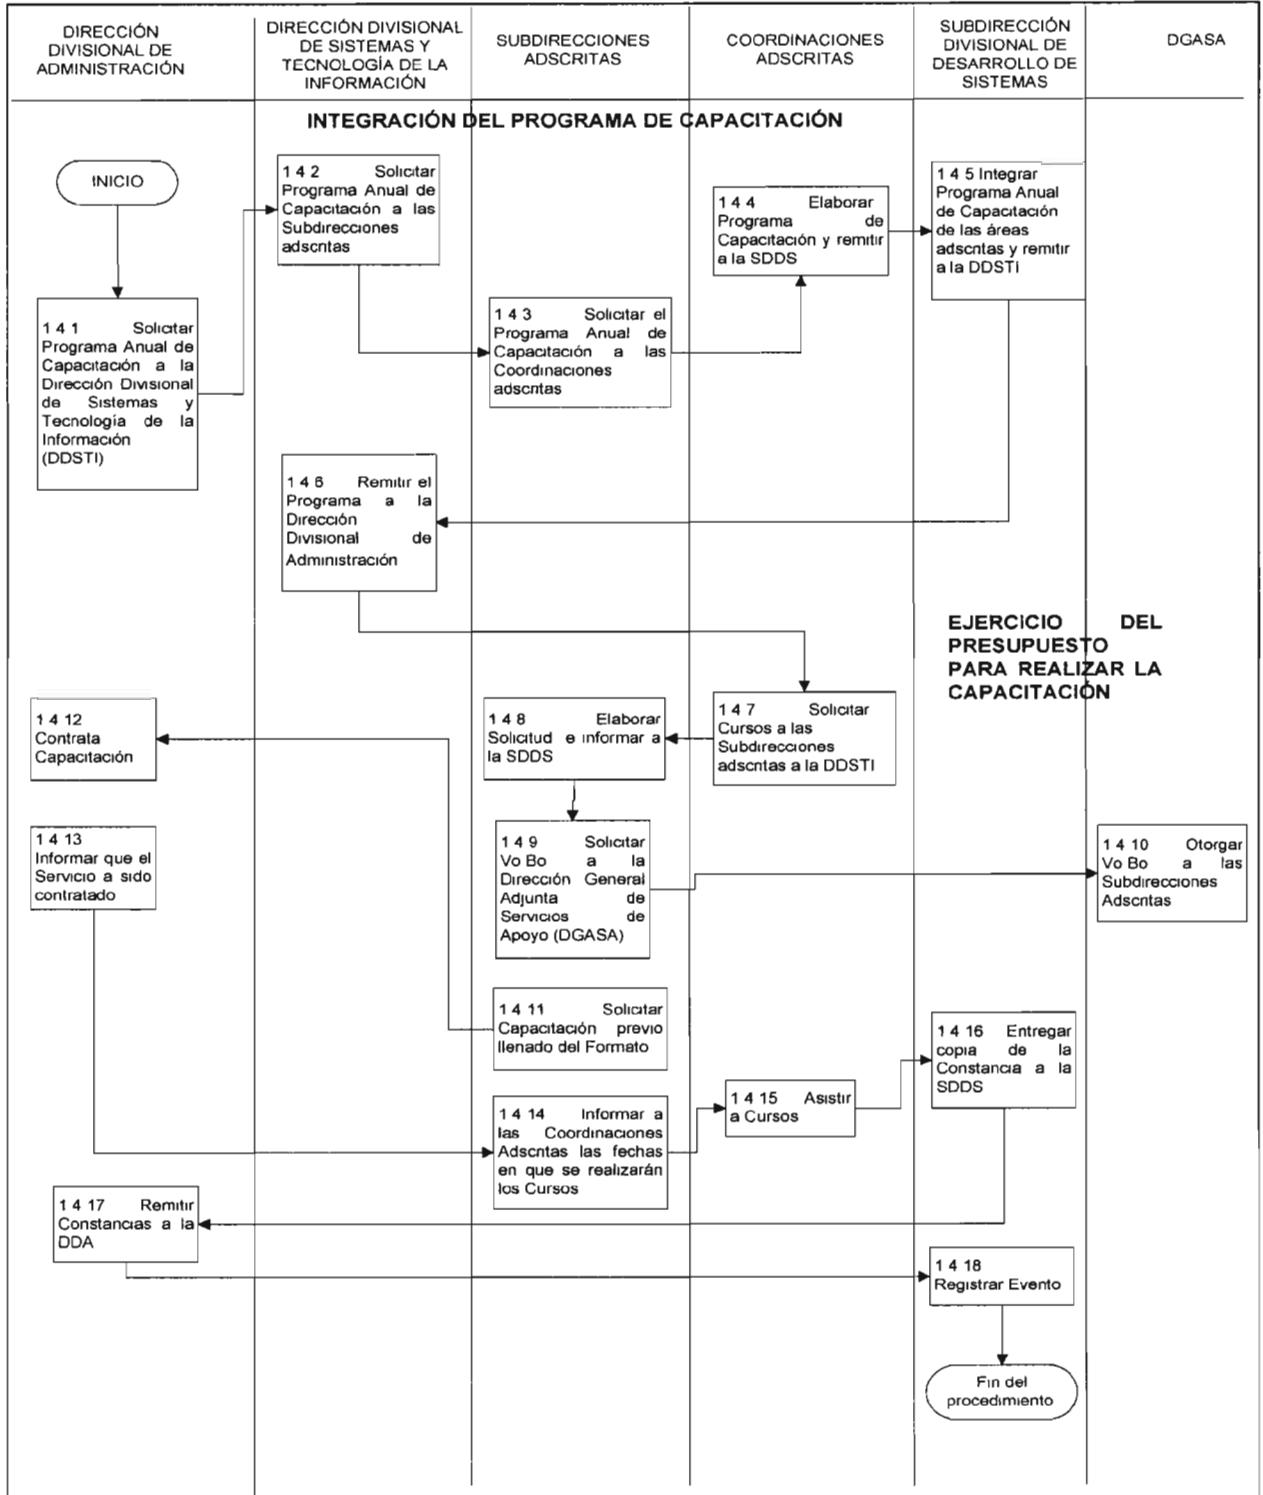 DIRECCIÓN
DIVISIONAL DE
ADMINISTRACIÓN
DIRECCIÓN DIVISIONAL
DE SISTEMAS Y
TECNOLOGÍA DE LA
INFORMACIÓN
SUBDIRECCIONES
ADSCRITAS
COORDINACIONES
ADSCRITAS
SUBDIRECCIÓN
DIVISIONAL DE
DESARROLLO DE
SISTEMAS
DGASA
INTEGRACIÓN DEL PROGRAMA DE CAPACITACIÓN
INICIO
1 4 1 Solicitar
Programa Anual de
Capacitación a la
Dirección Divisional
de Sistemas y
Tecnología de la
Información
(DDSTI)
1 4 2 Solicitar
Programa Anual de
Capacitación a las
Subdirecciones
adscritas
1 4 3 Solicitar el
Programa Anual de
Capacitación a las
Coordinaciones
adscritas
1 4 4 Elaborar
Programa de
Capacitación y remitir
a la SDDS
1 4 5 Integrar
Programa Anual
de Capacitación
de las áreas
adscritas y remitir
a la DDSTI
1 4 6 Remitir el
Programa a la
Dirección
Divisional de
Administración
EJERCICIO DEL
PRESUPUESTO
PARA REALIZAR LA
CAPACITACIÓN
1 4 7 Solicitar
Cursos a las
Subdirecciones
adscritas a la DDSTI
1 4 8 Elaborar
Solicitud e informar a
la SDDS
1 4 9 Solicitar
Vo Bo a la
Dirección General
Adjunta de
Servicios de
Apoyo (DGASA)
1 4 10 Otorgar
Vo Bo a las
Subdirecciones
Adscritas
1 4 11 Solicitar
Capacitación previo
llenado del Formato
1 4 12
Contrata
Capacitación
1 4 13
Informar que el
Servicio a sido
contratado
1 4 14 Informar a
las Coordinaciones
Adscritas las fechas
en que se realizarán
los Cursos
1 4 15 Asistir
a Cursos
1 4 16 Entregar
copia de la
Constancia a la
SDDS
1 4 17 Remitir
Constancias a la
DDA
1 4 18
Registrar Evento
Fin del
procedimiento